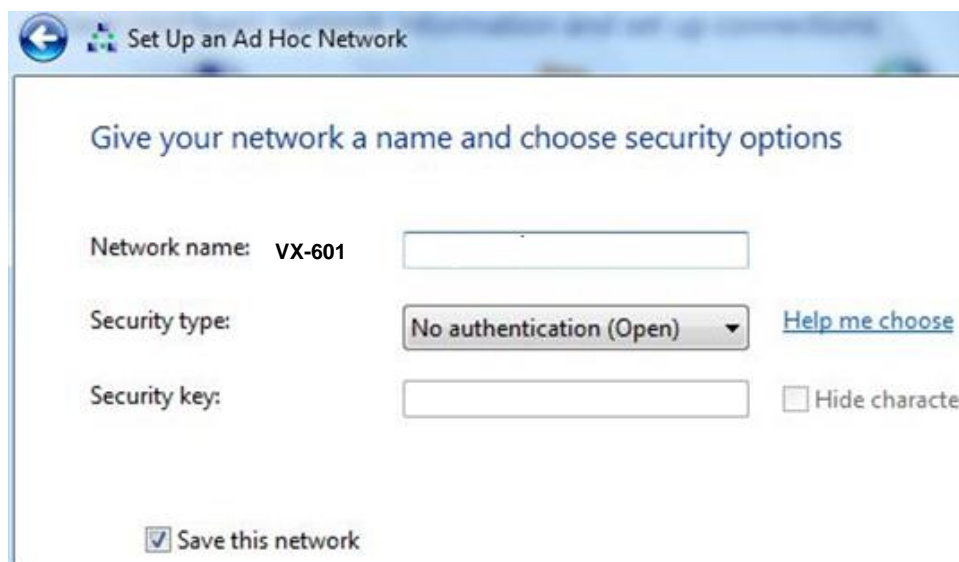 Set Up an Ad Hoc Network
Give your network a name and choose security options
Network name: VX-601
Security type: No authentication (Open) Help me choose
Security key: Hide characte
Save this network